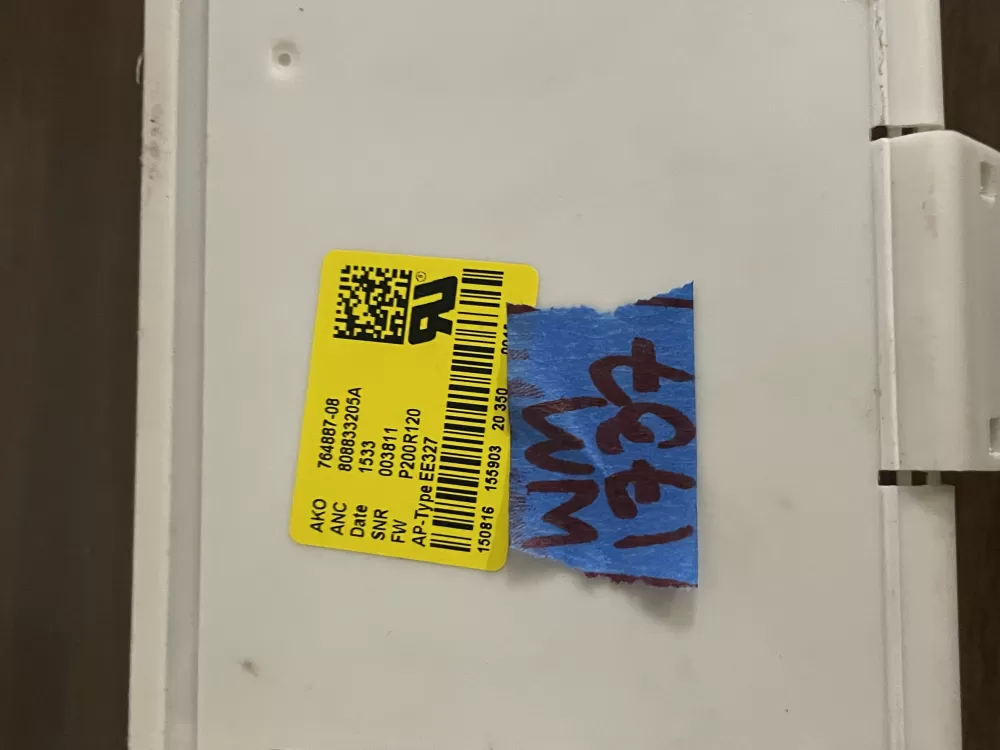 AKO 764887-08
ANC 808833205A
Date 1533
SNR 003811
FW P200R120
AP-Type EE327
150816 155903 20 350
1737
WM